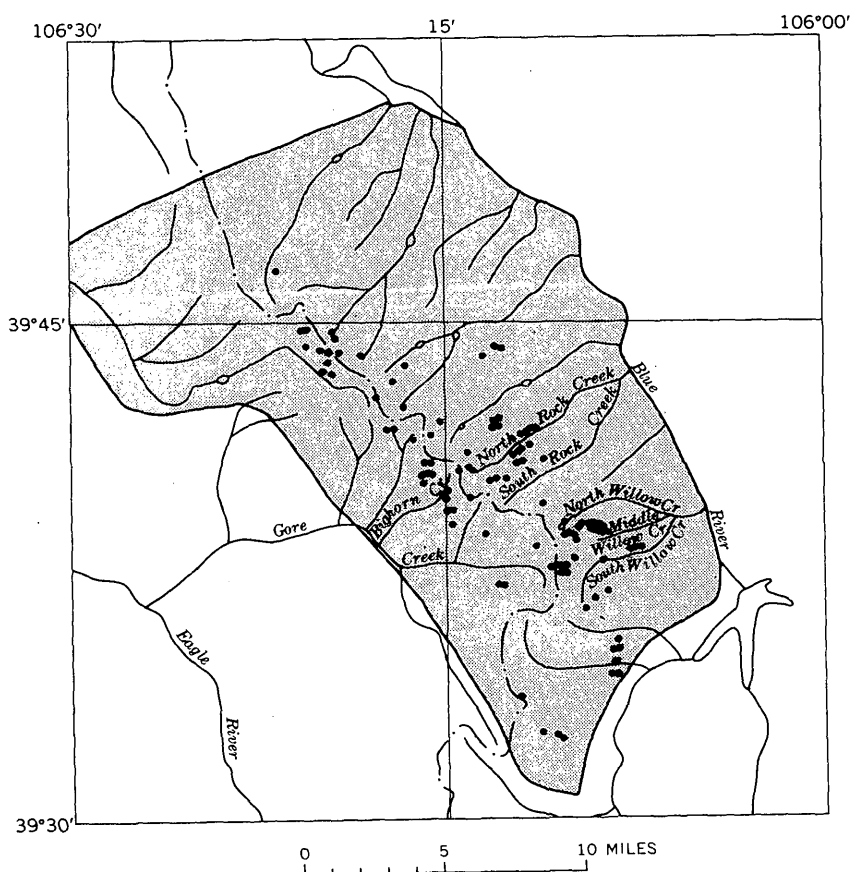 106°30'
15'
106°00'
39°45'
Blue
North Rock Creek
South Rock Creek
Bighorn Cr
North Willow Cr
Middle
Willow Cr
South Willow Cr
River
Gore
Creek
Eagle
River
39°30'
0 5 10 MILES